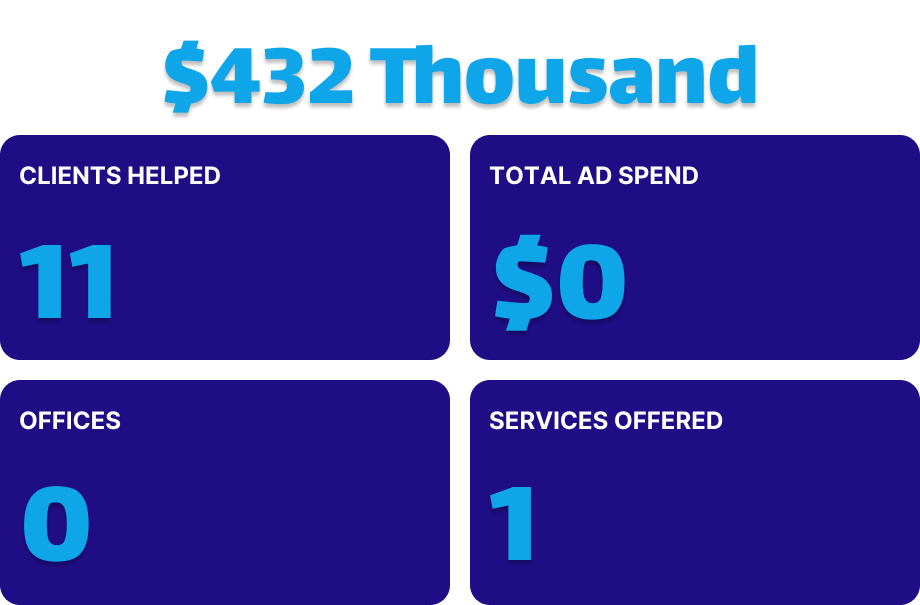 $432 Thousand
CLIENTS HELPED
11
TOTAL AD SPEND
$0
OFFICES
0
SERVICES OFFERED
1